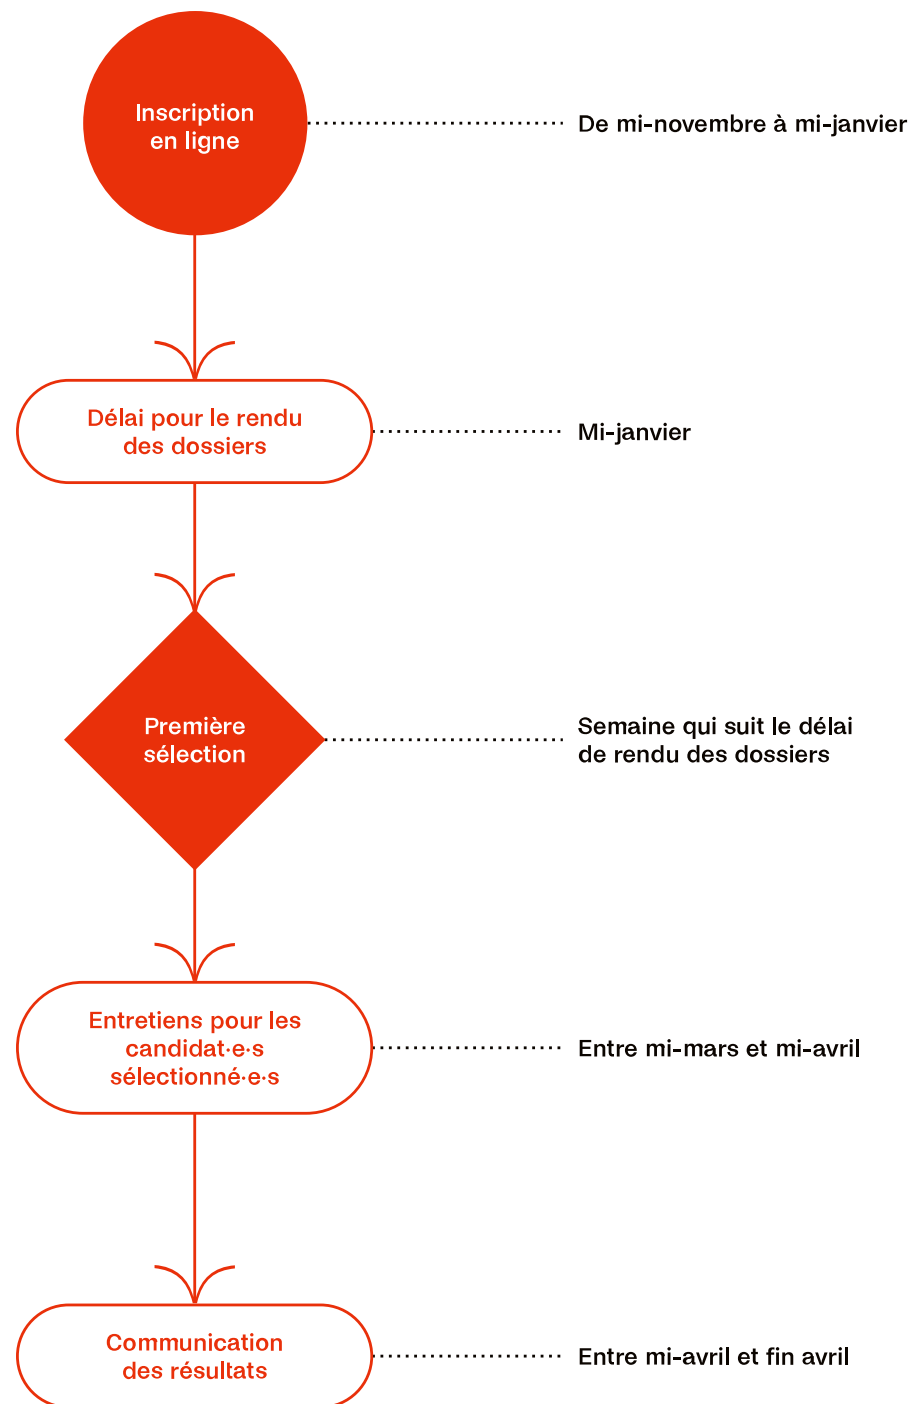 Inscription
en ligne
De mi-novembre à mi-janvier
Délai pour le rendu
des dossiers
Mi-janvier
Première
sélection
Semaine qui suit le délai
de rendu des dossiers
Entretiens pour les
candidat·e·s
sélectionné·e·s
Entre mi-mars et mi-avril
Communication
des résultats
Entre mi-avril et fin avril